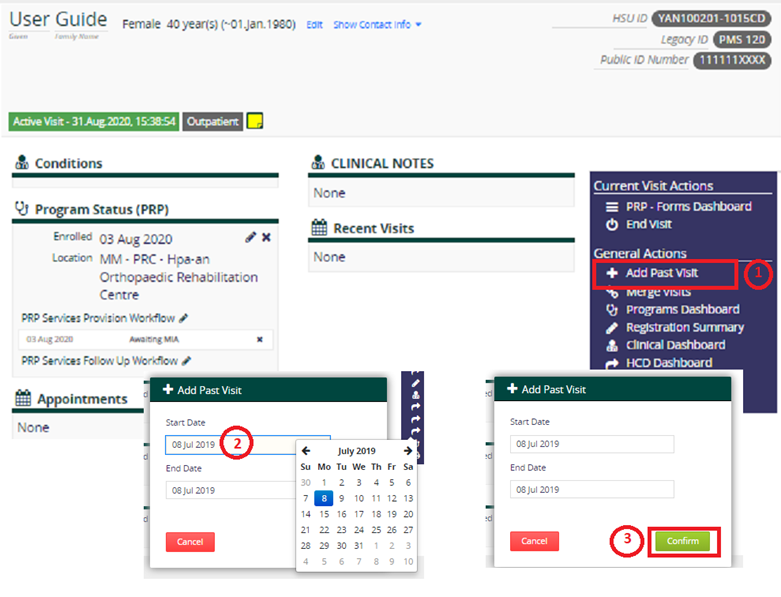 User Guide Female 40 year(s) (~01.Jan.1980) Edit Show Contact Info
Given Family Name
HSU ID YAN100201-1015CD
Legacy ID PMS 120
Public ID Number 111111XXXX
Active Visit - 31.Aug.2020, 15:38:54 Outpatient
Conditions
Program Status (PRP)
Enrolled 03 Aug 2020
Location MM - PRC - Hpa-an
Orthopaedic Rehabilitation
Centre
PRP Services Provision Workflow
03 Aug 2020 Awaiting MIA
PRP Services Follow Up Workflow
Appointments
None
CLINICAL NOTES
None
Recent Visits
None
Current Visit Actions
PRP - Forms Dashboard
End Visit
General Actions
Add Past Visit 1
Merge Visits
Programs Dashboard
Registration Summary
Clinical Dashboard
HCD Dashboard
Add Past Visit
Start Date
08 Jul 2019 2
End Date
08 Jul 2019
Cancel
July 2019
Su Mo Tu We Th Fr Sa
30 1 2 3 4 5 6
7 8 9 10 11 12 13
14 15 16 17 18 19 20
21 22 23 24 25 26 27
28 29 30 31 1 2 3
4 5 6 7 8 9 10
Add Past Visit
Start Date
08 Jul 2019
End Date
08 Jul 2019
Cancel 3 Confirm